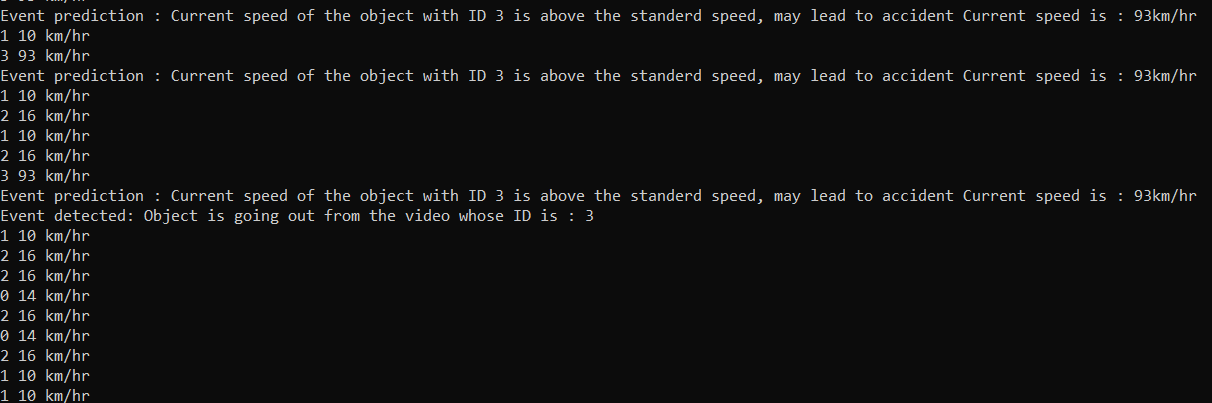 Event prediction : Current speed of the object with ID 3 is above the standerd speed, may lead to accident Current speed is : 93km/hr
1 10 km/hr
3 93 km/hr
Event prediction : Current speed of the object with ID 3 is above the standerd speed, may lead to accident Current speed is : 93km/hr
1 10 km/hr
2 16 km/hr
1 10 km/hr
2 16 km/hr
3 93 km/hr
Event prediction : Current speed of the object with ID 3 is above the standerd speed, may lead to accident Current speed is : 93km/hr
Event detected: Object is going out from the video whose ID is : 3
1 10 km/hr
2 16 km/hr
2 16 km/hr
0 14 km/hr
2 16 km/hr
0 14 km/hr
2 16 km/hr
1 10 km/hr
1 10 km/hr